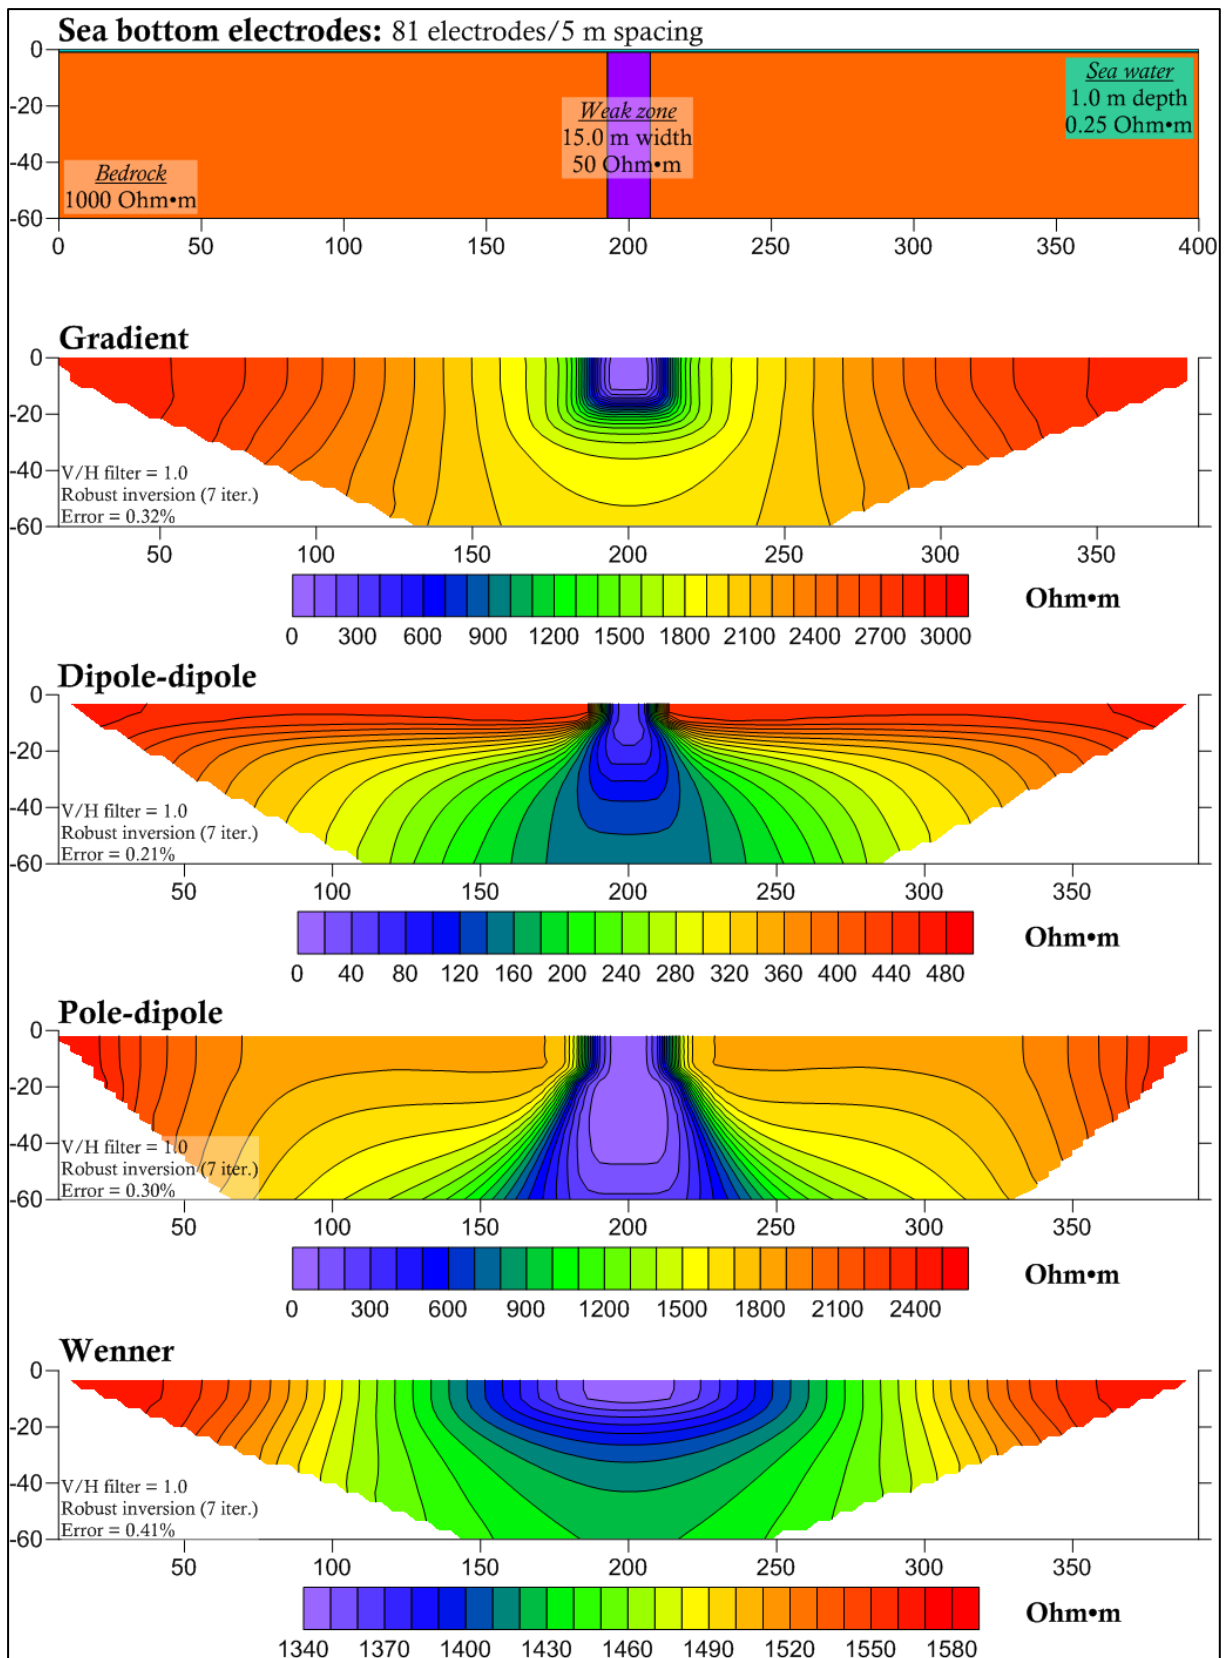 Sea bottom electrodes: 81 electrodes/5 m spacing
0
-20
-40
-60
Sea water
1.0 m depth
0.25 Ohm•m
Weak zone
15.0 m width
50 Ohm•m
Bedrock
1000 Ohm•m
0 50 100 150 200 250 300 350 400
Gradient
0
-20
-40
-60
V/H filter = 1.0
Robust inversion (7 iter.)
Error = 0.32%
50 100 150 200 250 300 350
Ohm•m
0 300 600 900 1200 1500 1800 2100 2400 2700 3000
Dipole-dipole
0
-20
-40
-60
V/H filter = 1.0
Robust inversion (7 iter.)
Error = 0.21%
50 100 150 200 250 300 350
Ohm•m
0 40 80 120 160 200 240 280 320 360 400 440 480
Pole-dipole
0
-20
-40
-60
V/H filter = 1.0
Robust inversion (7 iter.)
Error = 0.30%
50 100 150 200 250 300 350
Ohm•m
0 300 600 900 1200 1500 1800 2100 2400
Wenner
0
-20
-40
-60
V/H filter = 1.0
Robust inversion (7 iter.)
Error = 0.41%
50 100 150 200 250 300 350
Ohm•m
1340 1370 1400 1430 1460 1490 1520 1550 1580